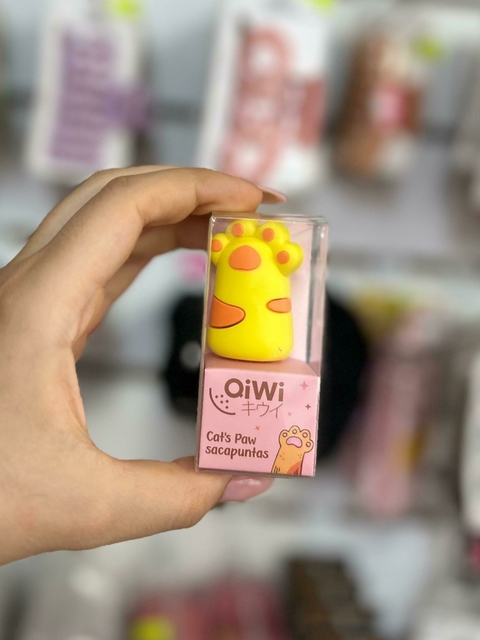 QiWi
キウイ
Cat's Paw
sacapuntas